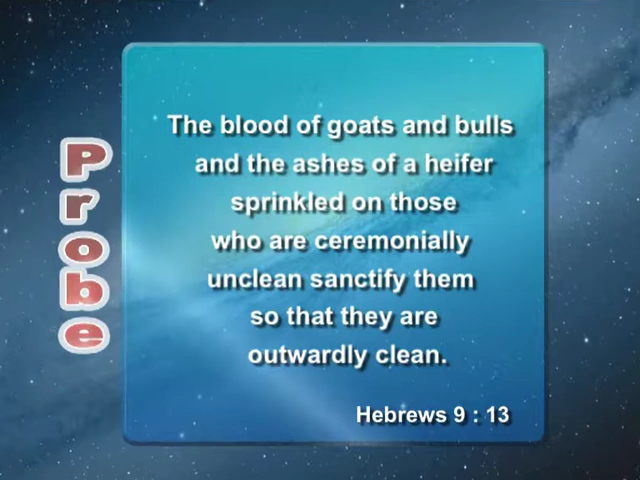 Probe
The blood of goats and bulls
and the ashes of a heifer
sprinkled on those
who are ceremonially
unclean sanctify them
so that they are
outwardly clean.
Hebrews 9 : 13